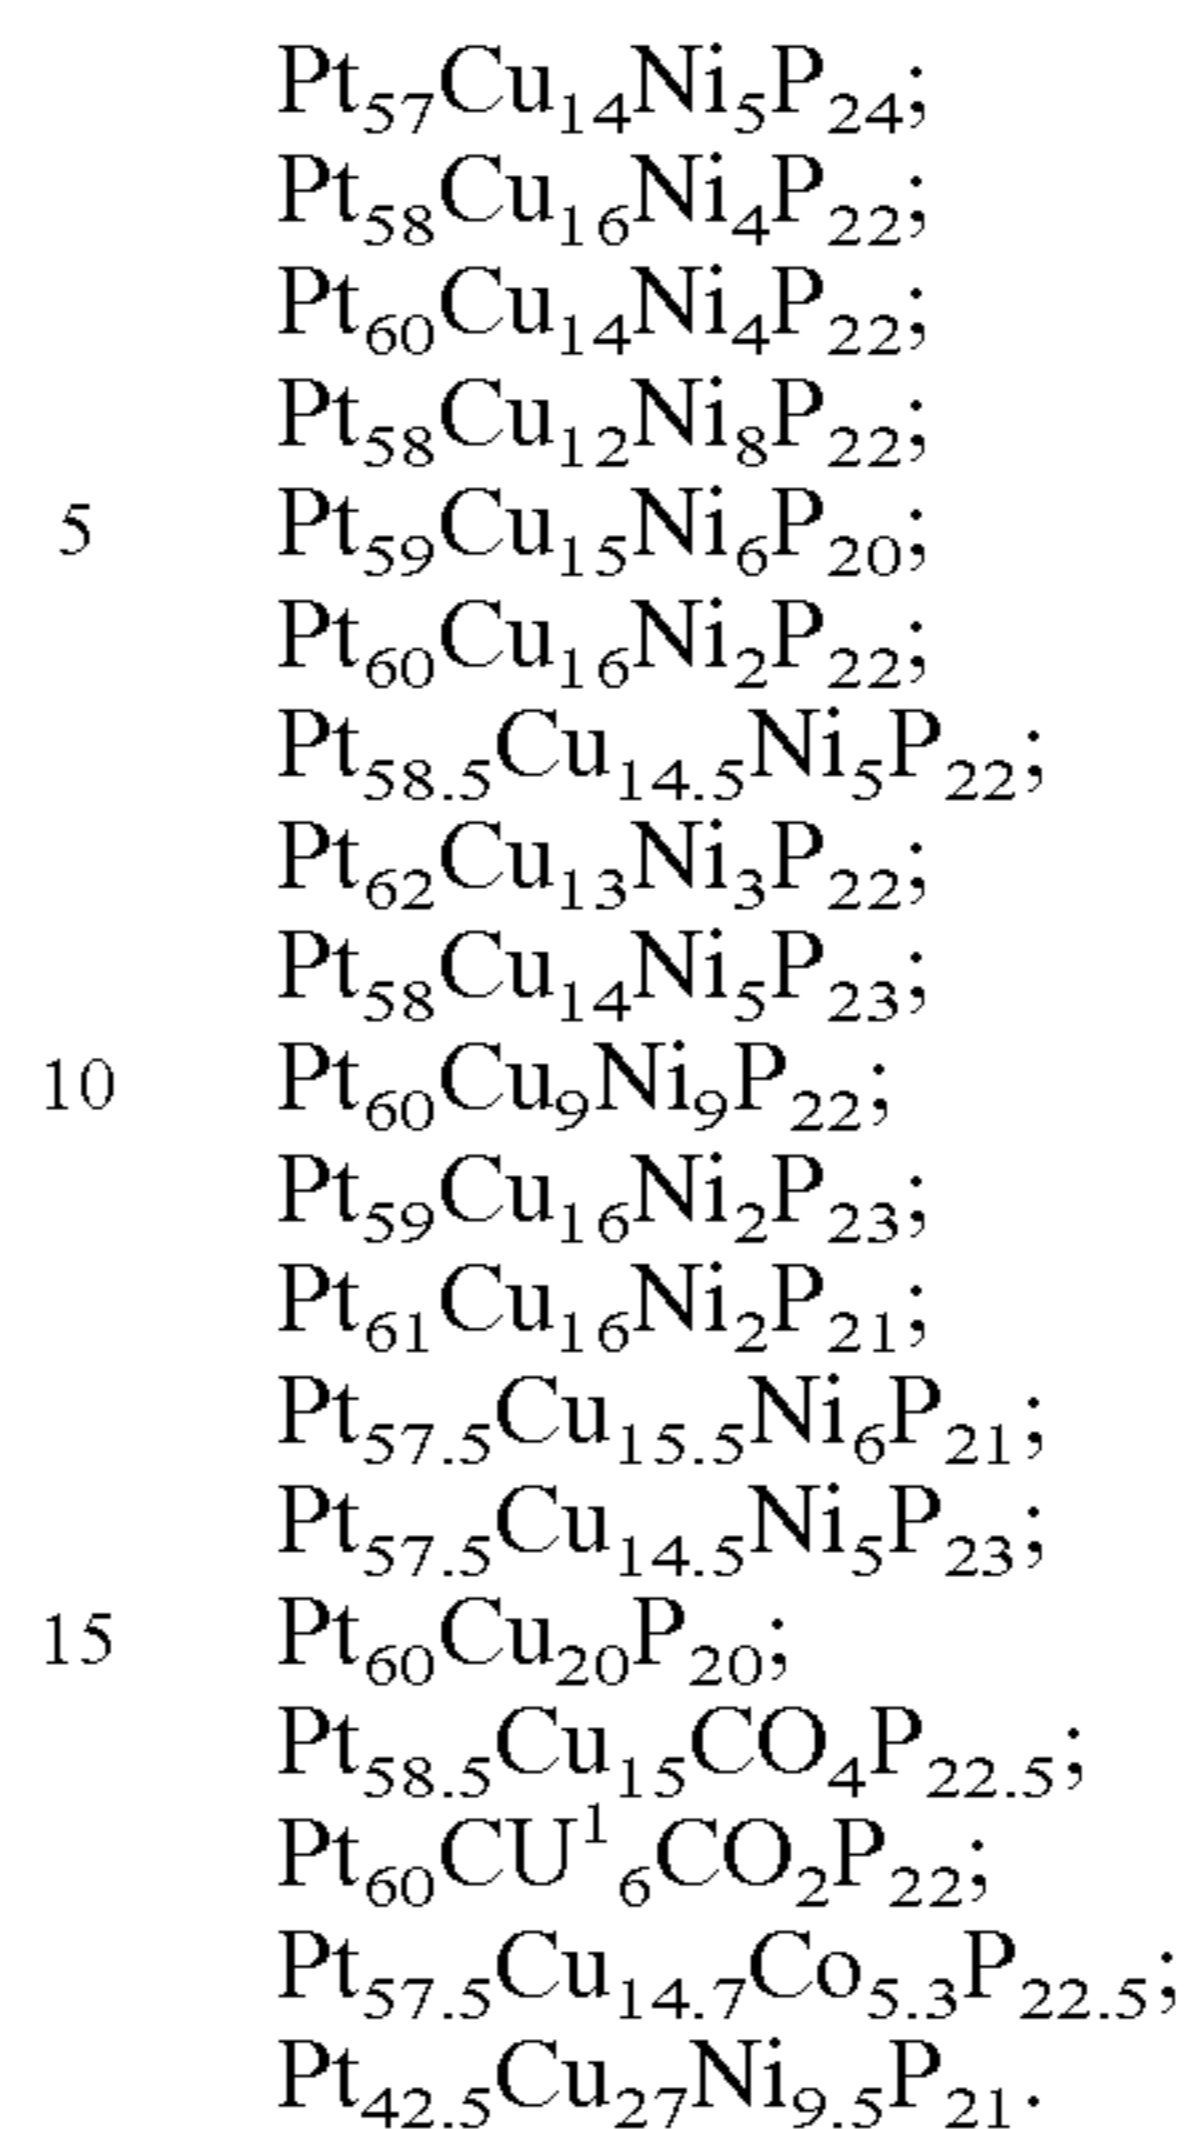 Pt₅₇Cu₁₄Ni₅P₂₄;
Pt₅₈Cu₁₆Ni₄P₂₂;
Pt₆₀Cu₁₄Ni₄P₂₂;
Pt₅₈Cu₁₂Ni₈P₂₂;
5 Pt₅₉Cu₁₅Ni₆P₂₀;
Pt₆₀Cu₁₆Ni₂P₂₂;
Pt₅₈.₅Cu₁₄.₅Ni₅P₂₂;
Pt₆₂Cu₁₃Ni₃P₂₂;
Pt₅₈Cu₁₄Ni₅P₂₃;
10 Pt₆₀Cu₉Ni₉P₂₂;
Pt₅₉Cu₁₆Ni₂P₂₃;
Pt₆₁Cu₁₆Ni₂P₂₁;
Pt₅₇.₅Cu₁₅.₅Ni₆P₂₁;
Pt₅₇.₅Cu₁₄.₅Ni₅P₂₃;
15 Pt₆₀Cu₂₀P₂₀;
Pt₅₈.₅Cu₁₅CO₄P₂₂.₅;
Pt₆₀CU¹₆CO₂P₂₂;
Pt₅₇.₅Cu₁₄.₇Co₅.₃P₂₂.₅;
Pt₄₂.₅Cu₂₇Ni₉.₅P₂₁.